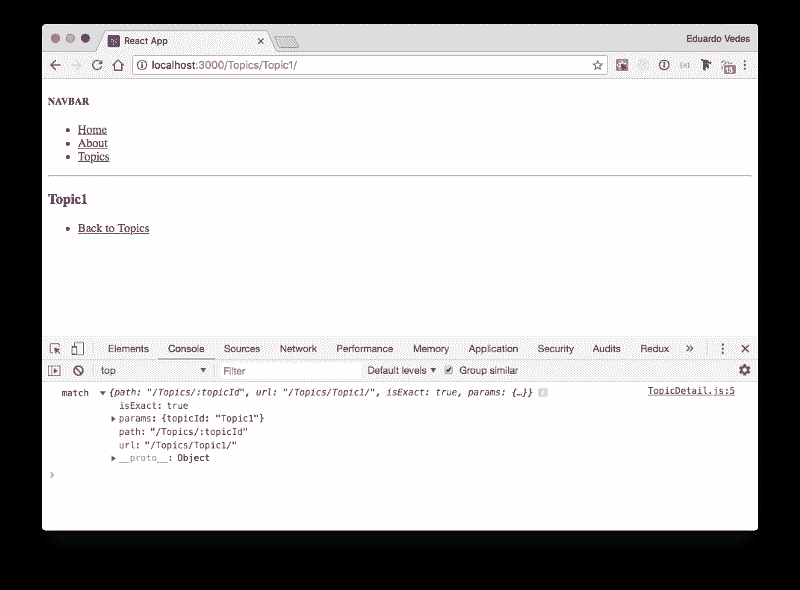 React App
Eduardo Vedes
localhost:3000/Topics/Topic1/
13
NAVBAR
Home
About
Topics
Topic1
Back to Topics
Elements Console Sources Network Performance Memory Application Security Audits Redux »
top Filter Default levels Group similar
match {path: "/Topics/:topicId", url: "/Topics/Topic1/", isExact: true, params: {…}} TopicDetail.js:5
isExact: true
params: {topicId: "Topic1"}
path: "/Topics/:topicId"
url: "/Topics/Topic1/"
__proto__: Object
>